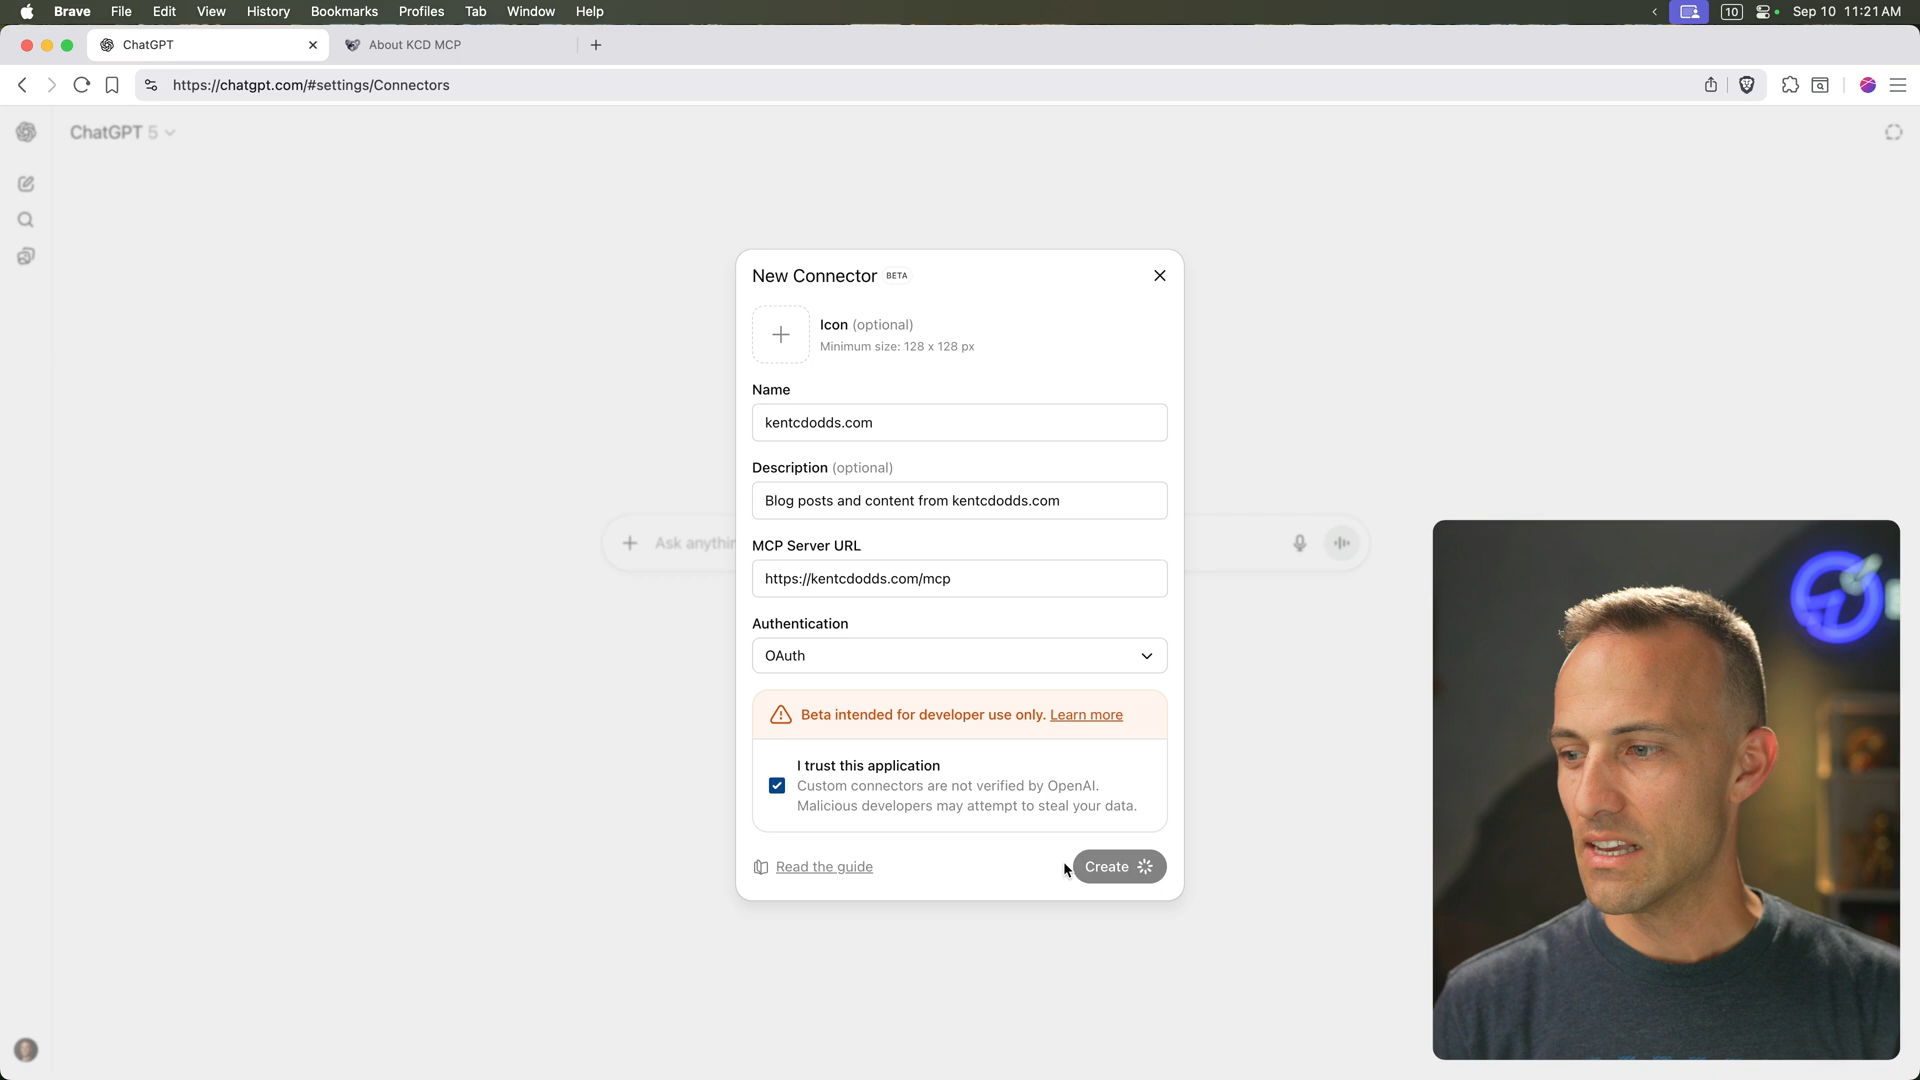 Brave File Edit View History Bookmarks Profiles Tab Window Help
10
Sep 10 11:21 AM
ChatGPT
About KCD MCP
https://chatgpt.com/#settings/Connectors
ChatGPT 5
New Connector BETA
Icon (optional)
Minimum size: 128 x 128 px
Name
kentcdodds.com
Description (optional)
Blog posts and content from kentcdodds.com
Ask anythin
MCP Server URL
https://kentcdodds.com/mcp
Authentication
OAuth
Beta intended for developer use only. Learn more
I trust this application
Custom connectors are not verified by OpenAI.
Malicious developers may attempt to steal your data.
Read the guide
Create